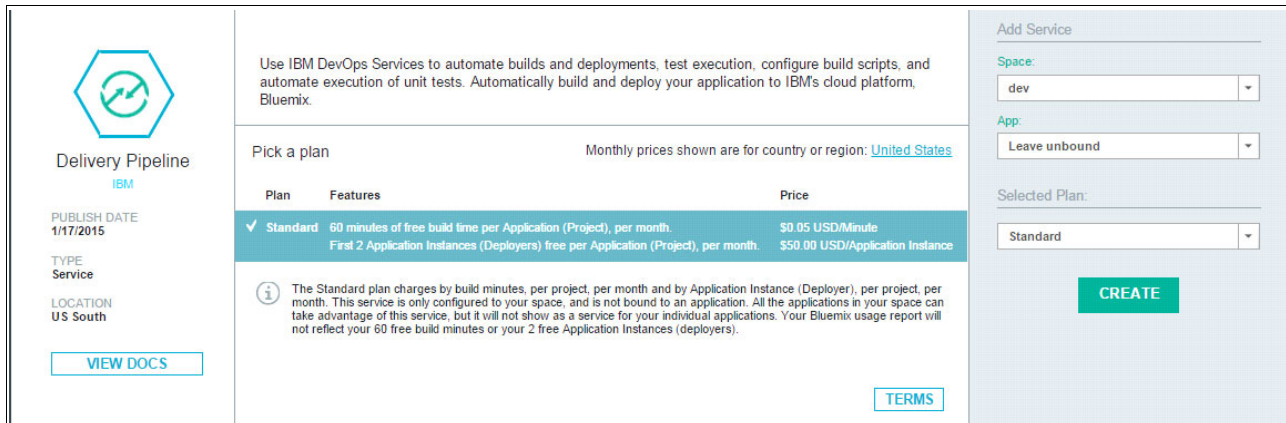 Delivery Pipeline
IBM
PUBLISH DATE
1/17/2015
TYPE
Service
LOCATION
US South
VIEW DOCS
Use IBM DevOps Services to automate builds and deployments, test execution, configure build scripts, and
automate execution of unit tests. Automatically build and deploy your application to IBM's cloud platform,
Bluemix.
Pick a plan
Monthly prices shown are for country or region: United States
Plan Features Price
Standard 60 minutes of free build time per Application (Project), per month. $0.05 USD/Minute
First 2 Application Instances (Deployers) free per Application (Project), per month. $50.00 USD/Application Instance
The Standard plan charges by build minutes, per project, per month and by Application Instance (Deployer), per project, per
month. This service is only configured to your space, and is not bound to an application. All the applications in your space can
take advantage of this service, but it will not show as a service for your individual applications. Your Bluemix usage report will
not reflect your 60 free build minutes or your 2 free Application Instances (deployers).
TERMS
Add Service
Space:
dev
App:
Leave unbound
Selected Plan:
Standard
CREATE